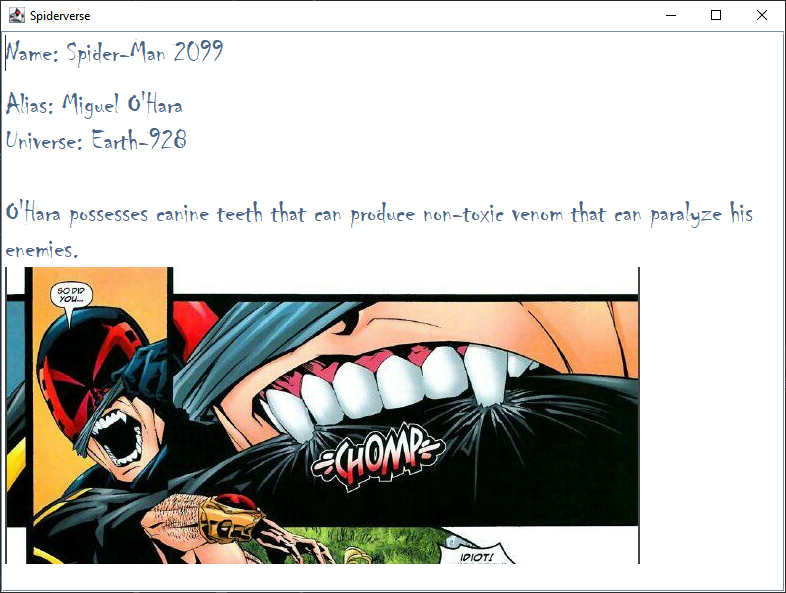 Spiderverse
Name: Spider-Man 2099
Alias: Miguel O'Hara
Universe: Earth-928
O'Hara possesses canine teeth that can produce non-toxic venom that can paralyze his
enemies.
SO DID
YOU...
CHOMP
IDIOT!